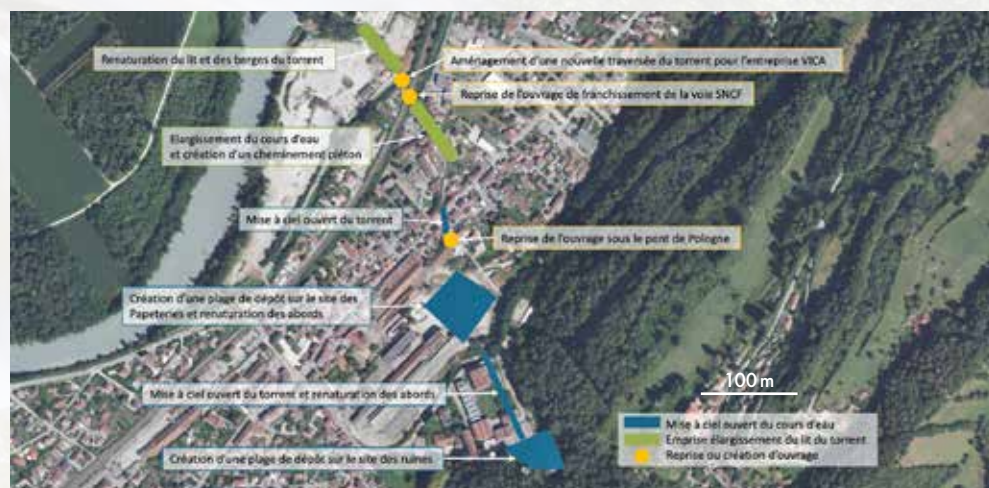 Renaturation du lit et des berges du torrent
Aménagement d'une nouvelle traversée du torrent pour l'entreprise VICA
Reprise de l'ouvrage de franchissement de la voie SNCF
Elargissement du cours d'eau
et création d'un cheminement piéton
Mise à ciel ouvert du torrent
Reprise de l'ouvrage sous le pont de Pologne
Création d'une plage de dépôt sur le site des
Papeteries et renaturation des abords
Mise à ciel ouvert du torrent et renaturation des abords
Création d'une plage de dépôt sur le site des ruines
100 m
Mise à ciel ouvert du cours d'eau
Emprise élargissement du lit du torrent
Reprise ou création d'ouvrage